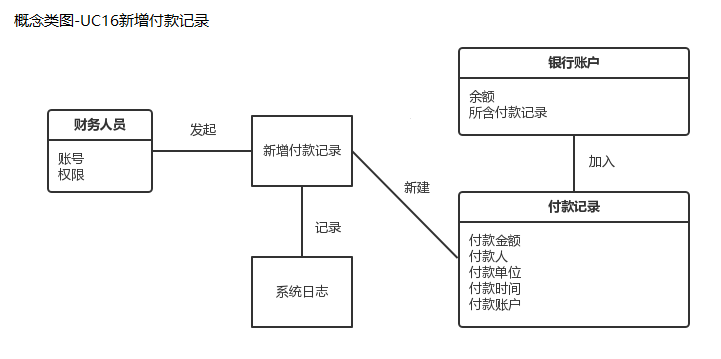 概念类图-UC16新增付款记录
银行账户
余额
所含付款记录
财务人员
账号
权限
发起
新增付款记录
加入
新建
付款记录
付款金额
付款人
付款单位
付款时间
付款账户
记录
系统日志